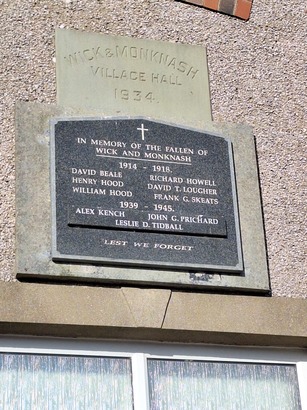 WICK & MONKNASH
VILLAGE HALL
1934
IN MEMORY OF THE FALLEN OF
WICK AND MONKNASH
1914 - 1918.
DAVID BEALE RICHARD HOWELL
HENRY HOOD DAVID T. LOUGHER
WILLIAM HOOD FRANK G. SKEATS
1939 - 1945.
ALEX KENCH JOHN G. PRICHARD
LESLIE D. TIDBALL
LEST WE FORGET